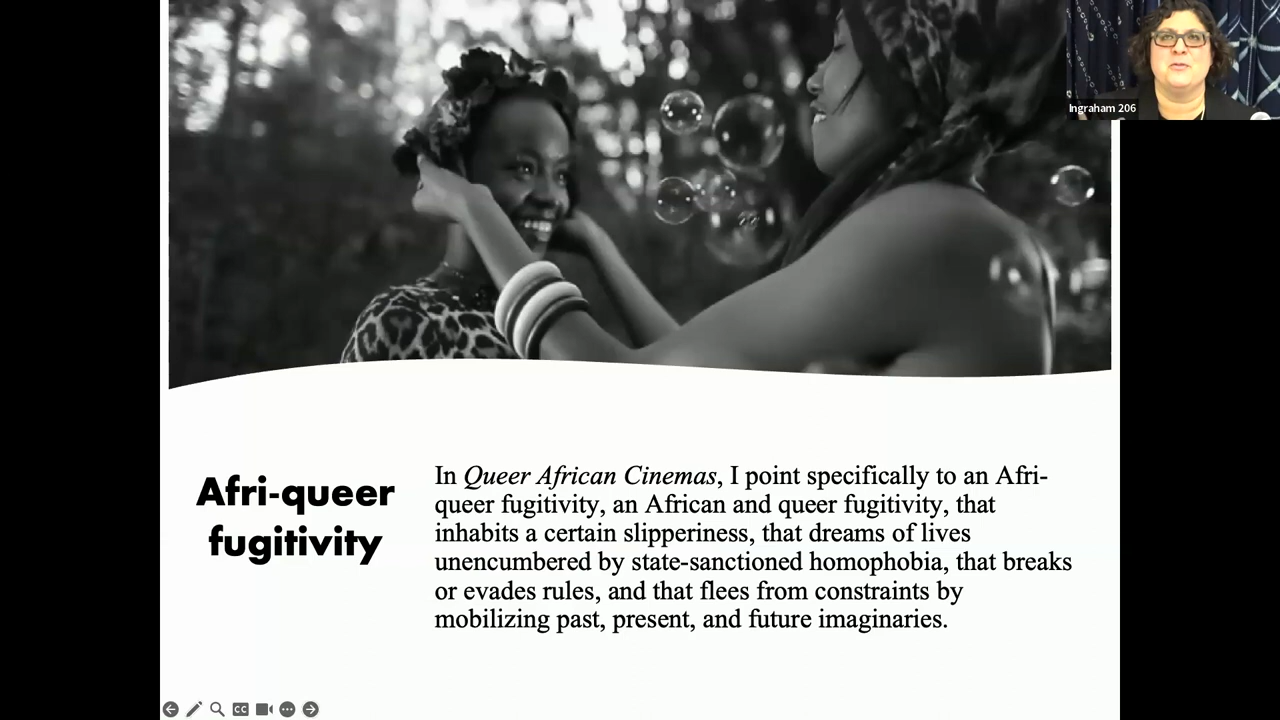 Ingraham 206
Afri-queer
fugitivity
In Queer African Cinemas, I point specifically to an Afri-
queer fugitivity, an African and queer fugitivity, that
inhabits a certain slipperiness, that dreams of lives
unencumbered by state-sanctioned homophobia, that breaks
or evades rules, and that flees from constraints by
mobilizing past, present, and future imaginaries.
CC